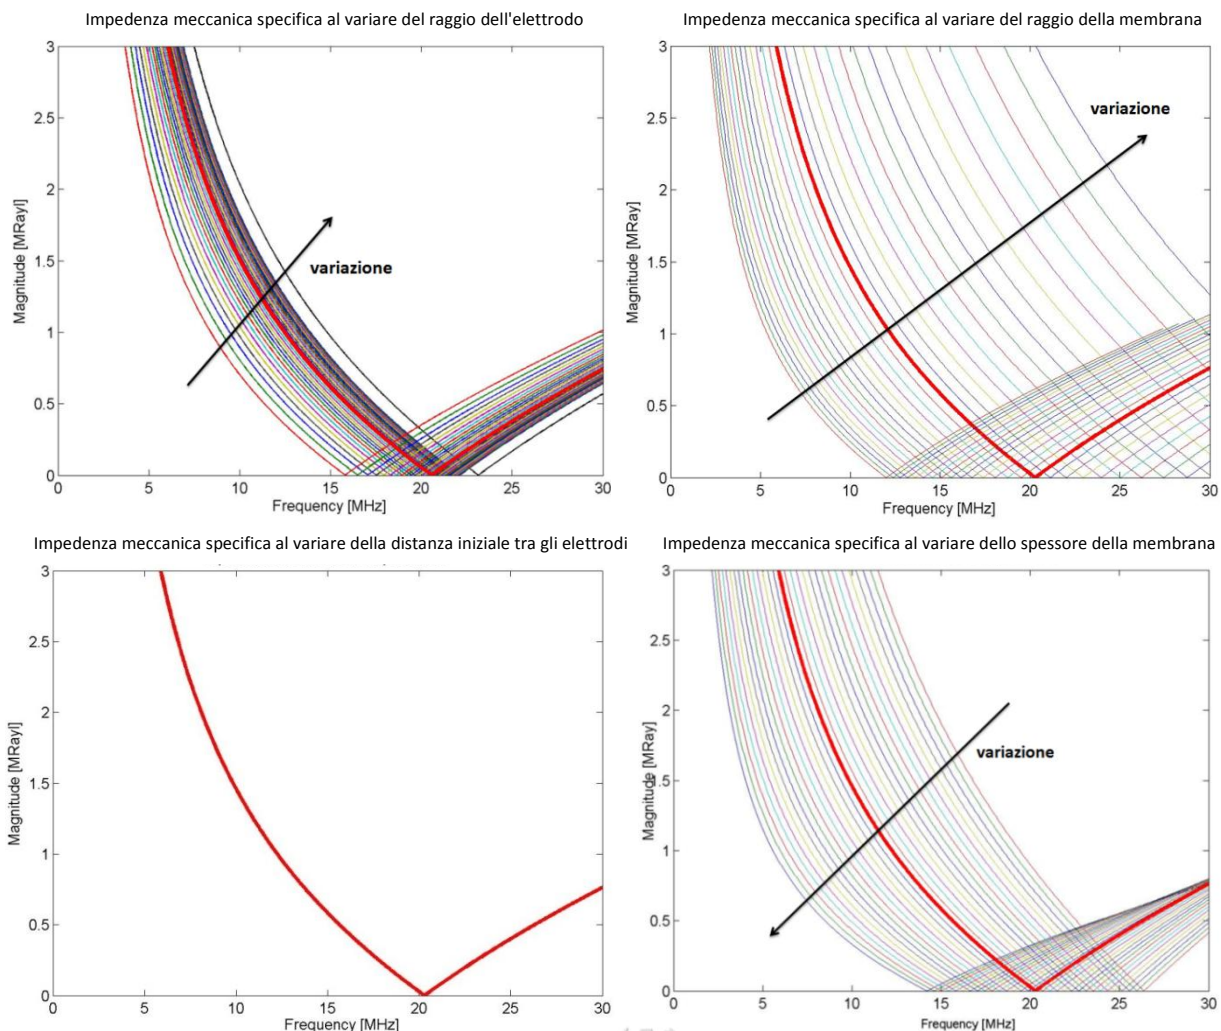 Impedenza meccanica specifica al variare del raggio dell'elettrodo
3
2.5
2
1.5
1
0.5
0
Magnitude [MRayl]
variazione
0 5 10 15 20 25 30
Frequency [MHz]
Impedenza meccanica specifica al variare del raggio della membrana
3
2.5
2
1.5
1
0.5
0
Magnitude [MRayl]
variazione
0 5 10 15 20 25 30
Frequency [MHz]
Impedenza meccanica specifica al variare della distanza iniziale tra gli elettrodi
3
2.5
2
1.5
1
0.5
0
Magnitude [MRayl]
0 5 10 15 20 25 30
Frequency [MHz]
Impedenza meccanica specifica al variare dello spessore della membrana
3
2.5
2
1.5
1
0.5
0
Magnitude [MRay]
variazione
0 5 10 15 20 25 30
Frequency [MHz]